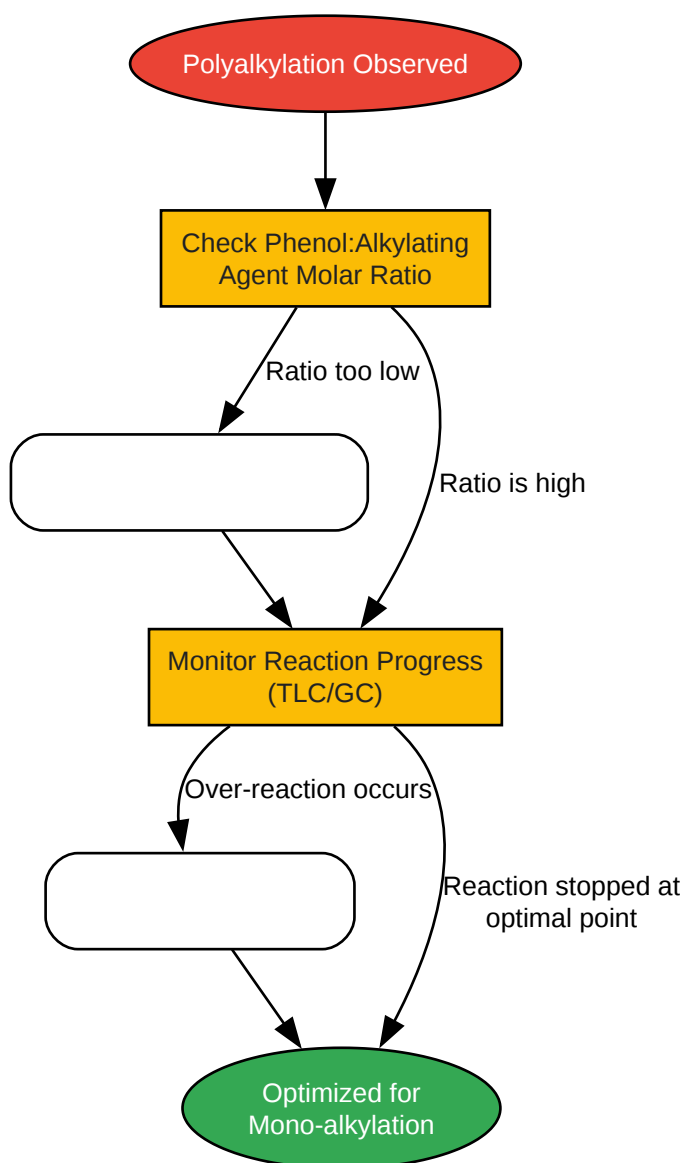 Polyalkylation Observed
Check Phenol:Alkylating
Agent Molar Ratio
Ratio too low
Ratio is high
Monitor Reaction Progress
(TLC/GC)
Over-reaction occurs
Reaction stopped at
optimal point
Optimized for
Mono-alkylation